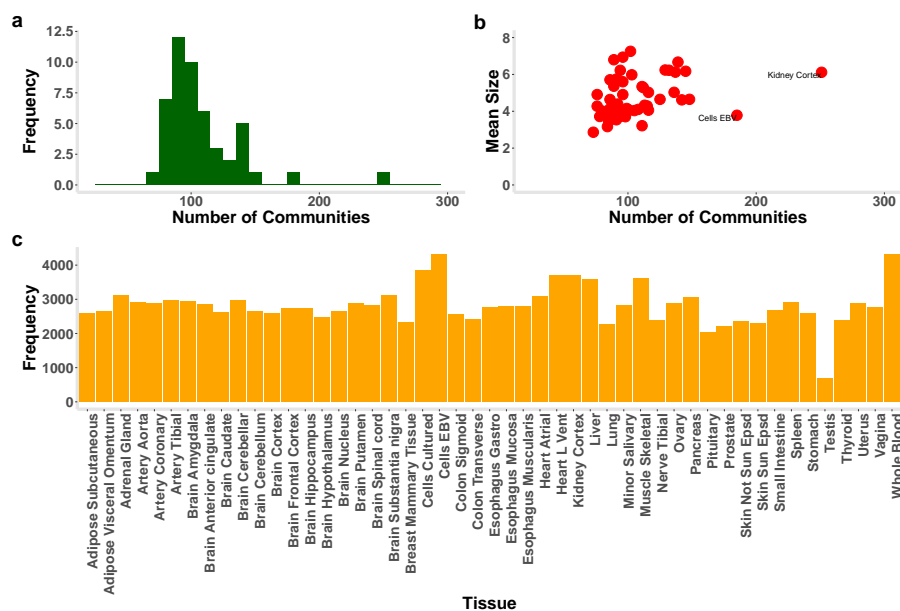 a
Frequency
12.5
10.0
7.5
5.0
2.5
0.0
100
200
300
Number of Communities
b
Mean Size
8
6
4
2
0
Kidney Cortex
Cells EBV
100
200
300
Number of Communities
c
Frequency
4000
3000
2000
1000
0
Adipose Subcutaneous
Adipose Visceral Omentum
Adrenal Gland
Artery Aorta
Artery Coronary
Artery Tibial
Brain Amygdala
Brain Anterior cingulate
Brain Caudate
Brain Cerebellar
Brain Cerebellum
Brain Cortex
Brain Frontal Cortex
Brain Hippocampus
Brain Hypothalamus
Brain Nucleus
Brain Putamen
Brain Spinal cord
Brain Substantia nigra
Breast Mammary Tissue
Cells Cultured
Cells EBV
Colon Sigmoid
Colon Transverse
Esophagus Gastro
Esophagus Mucosa
Esophagus Muscularis
Heart Atrial
Heart L Vent
Kidney Cortex
Liver
Lung
Minor Salivary
Muscle Skeletal
Nerve Tibial
Ovary
Pancreas
Pituitary
Prostate
Skin Not Sun Epsd
Skin Sun Epsd
Small Intestine
Spleen
Stomach
Testis
Thyroid
Uterus
Vagina
Whole Blood
Tissue